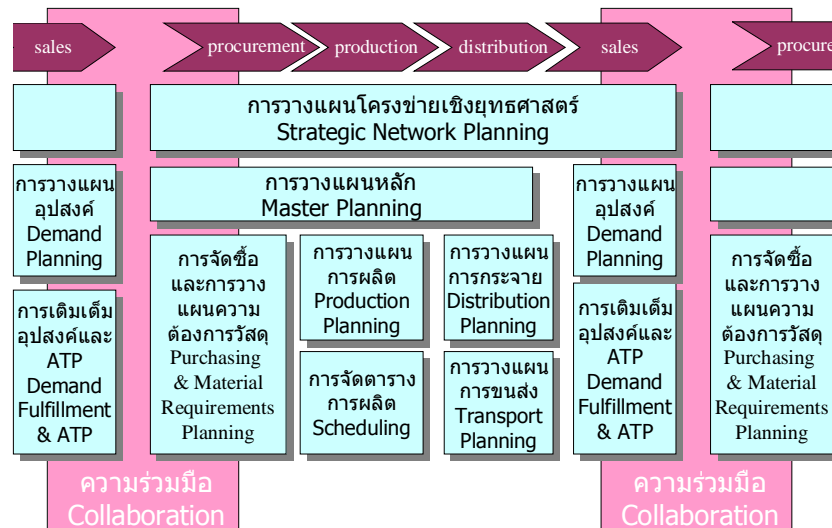 sales
procurement
production
distribution
sales
procure
การวางแผนโครงข่ายเชิงยุทธศาสตร์
Strategic Network Planning
การวางแผน
อุปสงค์
Demand
Planning
การวางแผนหลัก
Master Planning
การวางแผน
อุปสงค์
Demand
Planning
การเติมเต็ม
อุปสงค์และ
ATP
Demand
Fulfillment
& ATP
การจัดซื้อ
และการวาง
แผนความ
ต้องการวัสดุ
Purchasing
& Material
Requirements
Planning
การวางแผน
การผลิต
Production
Planning
การวางแผน
การกระจาย
Distribution
Planning
การจัดตาราง
การผลิต
Scheduling
การวางแผน
การขนส่ง
Transport
Planning
การเติมเต็ม
อุปสงค์และ
ATP
Demand
Fulfillment
& ATP
การจัดซื้อ
และการวาง
แผนความ
ต้องการวัสดุ
Purchasing
& Material
Requirements
Planning
ความร่วมมือ
Collaboration
ความร่วมมือ
Collaboration